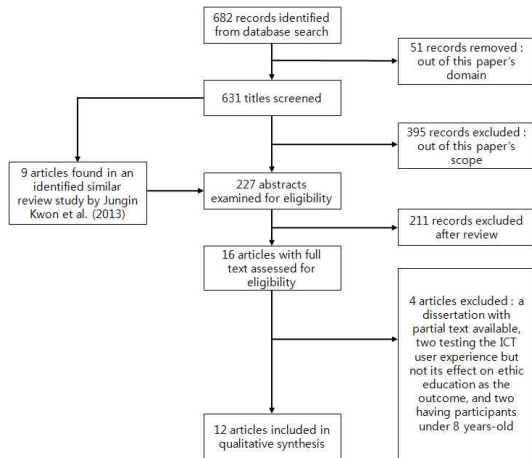 682 records identified
from database search
51 records removed :
out of this paper's
domain
631 titles screened
395 records excluded :
out of this paper's
scope
9 articles found in an
identified similar
review study by Jungin
Kwon et al. (2013)
227 abstracts
examined for eligibility
211 records excluded
after review
16 articles with full
text assessed for
eligibility
4 articles excluded : a
dissertation with
partial text available,
two testing the ICT
user experience but
not its effect on ethic
education as the
outcome, and two
having participants
under 8 years-old
12 articles included in
qualitative synthesis